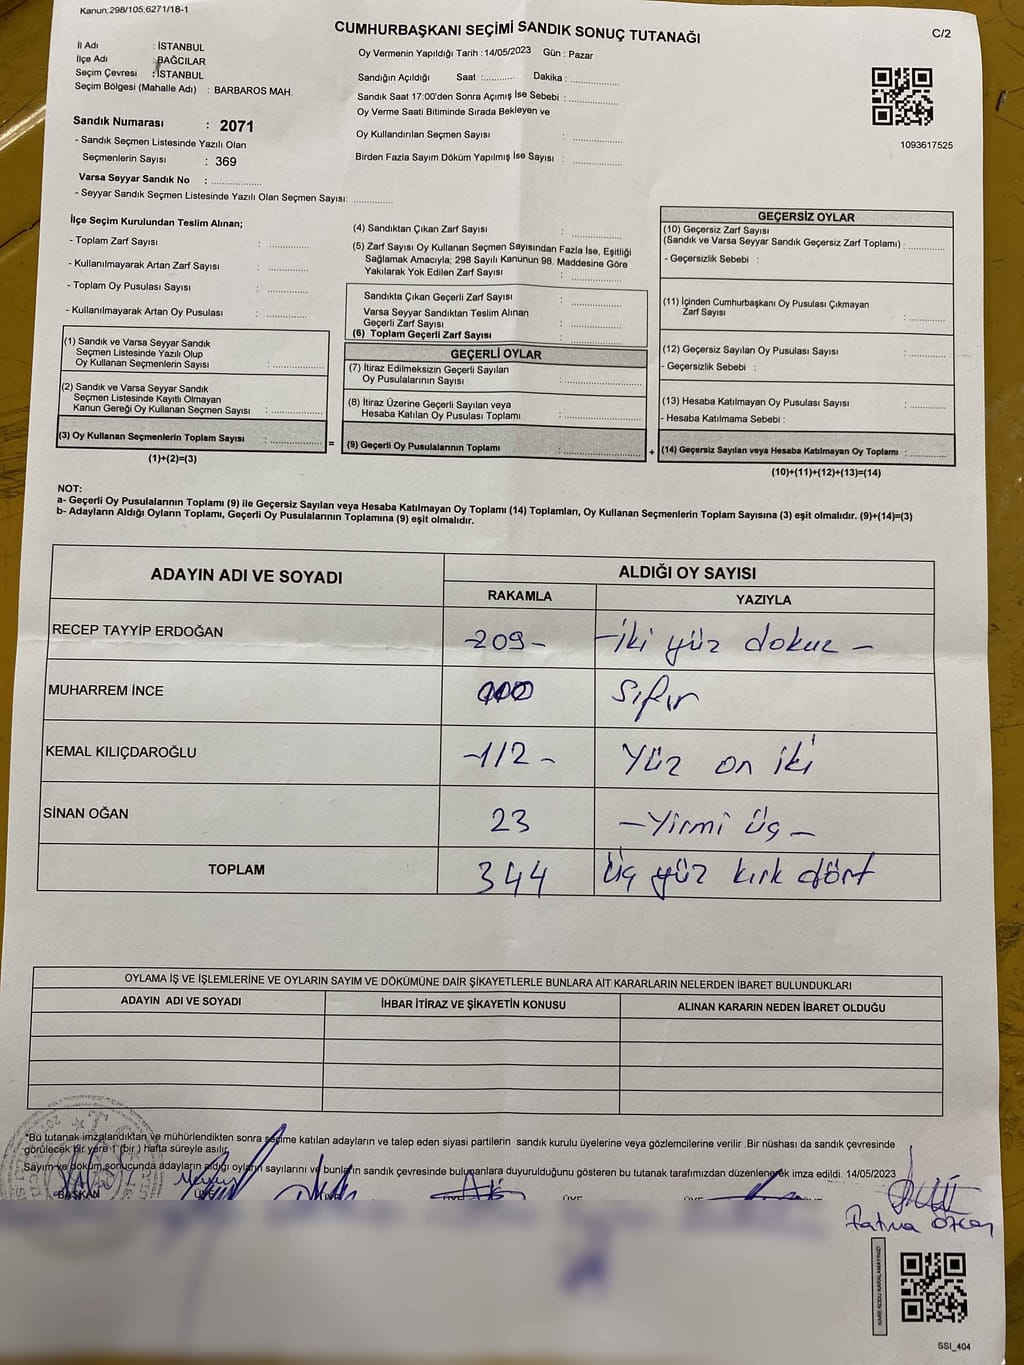 Kanun;298/105;6271/18-1
CUMHURBAŞKANI SEÇİMİ SANDIK SONUÇ TUTANAĞI
C/2
İl Adı : İSTANBUL
İlçe Adı : BAĞCILAR
Seçim Çevresi : İSTANBUL
Seçim Bölgesi (Mahalle Adı) : BARBAROS MAH.
Sandık Numarası : 2071
- Sandık Seçmen Listesinde Yazılı Olan
Seçmenlerin Sayısı : 369
Varsa Seyyar Sandık No : ..............
- Seyyar Sandık Seçmen Listesinde Yazılı Olan Seçmen Sayısı: ............
Oy Vermenin Yapıldığı Tarih : 14/05/2023 Gün : Pazar
Sandığın Açıldığı Saat :.......... Dakika : ..............
Sandık Saat 17:00'den Sonra Açımış İse Sebebi : ..............
Oy Verme Saati Bitiminde Sırada Bekleyen ve
Oy Kullandırılan Seçmen Sayısı : ..............
Birden Fazla Sayım Döküm Yapılmış İse Sayısı : ..............
1093617525
İlçe Seçim Kurulundan Teslim Alınan;
- Toplam Zarf Sayısı : ............
- Kullanılmayarak Artan Zarf Sayısı : ............
- Toplam Oy Pusulası Sayısı : ............
- Kullanılmayarak Artan Oy Pusulası : ............
(1) Sandık ve Varsa Seyyar Sandık
Seçmen Listesinde Yazılı Olup
Oy Kullanan Seçmenlerin Sayısı : ..............
(2) Sandık ve Varsa Seyyar Sandık
Seçmen Listesinde Kayıtlı Olmayan
Kanun Gereği Oy Kullanan Seçmen Sayısı : ..............
(3) Oy Kullanan Seçmenlerin Toplam Sayısı : ..............
(1)+(2)=(3)
=
(4) Sandıktan Çıkan Zarf Sayısı : ..............
(5) Zarf Sayısı Oy Kullanan Seçmen Sayısından Fazla İse, Eşitliği
Sağlamak Amacıyla; 298 Sayılı Kanunun 98. Maddesine Göre
Yakılarak Yok Edilen Zarf Sayısı : ..............
Sandıkta Çıkan Geçerli Zarf Sayısı : ..............
Varsa Seyyar Sandıktan Teslim Alınan
Geçerli Zarf Sayısı : ..............
(6) Toplam Geçerli Zarf Sayısı : ..............
GEÇERLİ OYLAR
(7) İtiraz Edilmeksizin Geçerli Sayılan
Oy Pusulalarının Sayısı : ..............
(8) İtiraz Üzerine Geçerli Sayılan veya
Hesaba Katılan Oy Pusulası Toplamı : ..............
(9) Geçerli Oy Pusulalarının Toplamı : ..............
+
GEÇERSİZ OYLAR
(10) Geçersiz Zarf Sayısı
(Sandık ve Varsa Seyyar Sandık Geçersiz Zarf Toplamı) : ..........
- Geçersizlik Sebebi :
(11) İçinden Cumhurbaşkanı Oy Pusulası Çıkmayan
Zarf Sayısı : ..........
(12) Geçersiz Sayılan Oy Pusulası Sayısı : ..........
- Geçersizlik Sebebi :
(13) Hesaba Katılmayan Oy Pusulası Sayısı : ..........
- Hesaba Katılmama Sebebi :
(14) Geçersiz Sayılan veya Hesaba Katılmayan Oy Toplamı : ..........
(10)+(11)+(12)+(13)=(14)
NOT:
a- Geçerli Oy Pusulalarının Toplamı (9) ile Geçersiz Sayılan veya Hesaba Katılmayan Oy Toplamı (14) Toplamları, Oy Kullanan Seçmenlerin Toplam Sayısına (3) eşit olmalıdır. (9)+(14)=(3)
b- Adayların Aldığı Oyların Toplamı, Geçerli Oy Pusulalarının Toplamına (9) eşit olmalıdır.
ADAYIN ADI VE SOYADI ALDIĞI OY SAYISI
RAKAMLA YAZIYLA
RECEP TAYYİP ERDOĞAN -209- -İki yüz dokuz -
MUHARREM İNCE 000 Sıfır
KEMAL KILIÇDAROĞLU -112- Yüz on iki
SİNAN OĞAN 23 -Yirmi üç-
TOPLAM 344 Üç yüz kırk dört
OYLAMA İŞ VE İŞLEMLERİNE VE OYLARIN SAYIM VE DÖKÜMÜNE DAİR ŞİKAYETLERLE BUNLARA AİT KARARLARIN NELERDEN İBARET BULUNDUKLARI
ADAYIN ADI VE SOYADI İHBAR İTİRAZ VE ŞİKAYETİN KONUSU ALINAN KARARIN NEDEN İBARET OLDUĞU
*Bu tutanak imzalandıktan ve mühürlendikten sonra seçime katılan adayların ve talep eden siyasi partilerin sandık kurulu üyelerine veya gözlemcilerine verilir .Bir nüshası da sandık çevresinde
görülecek bir yere 1 (bir ) hafta süreyle asılır.
Sayım ve döküm sonucunda adayların aldığı oyların sayılarını ve bunların sandık çevresinde bulunanlara duyurulduğunu gösteren bu tutanak tarafımızdan düzenlenerek imza edildi. 14/05/2023
BAŞKAN ÜYE ÜYE ÜYE ÜYE
Fatma Özcan
KARE KODU KARALAMAYINIZ!
SSI_404